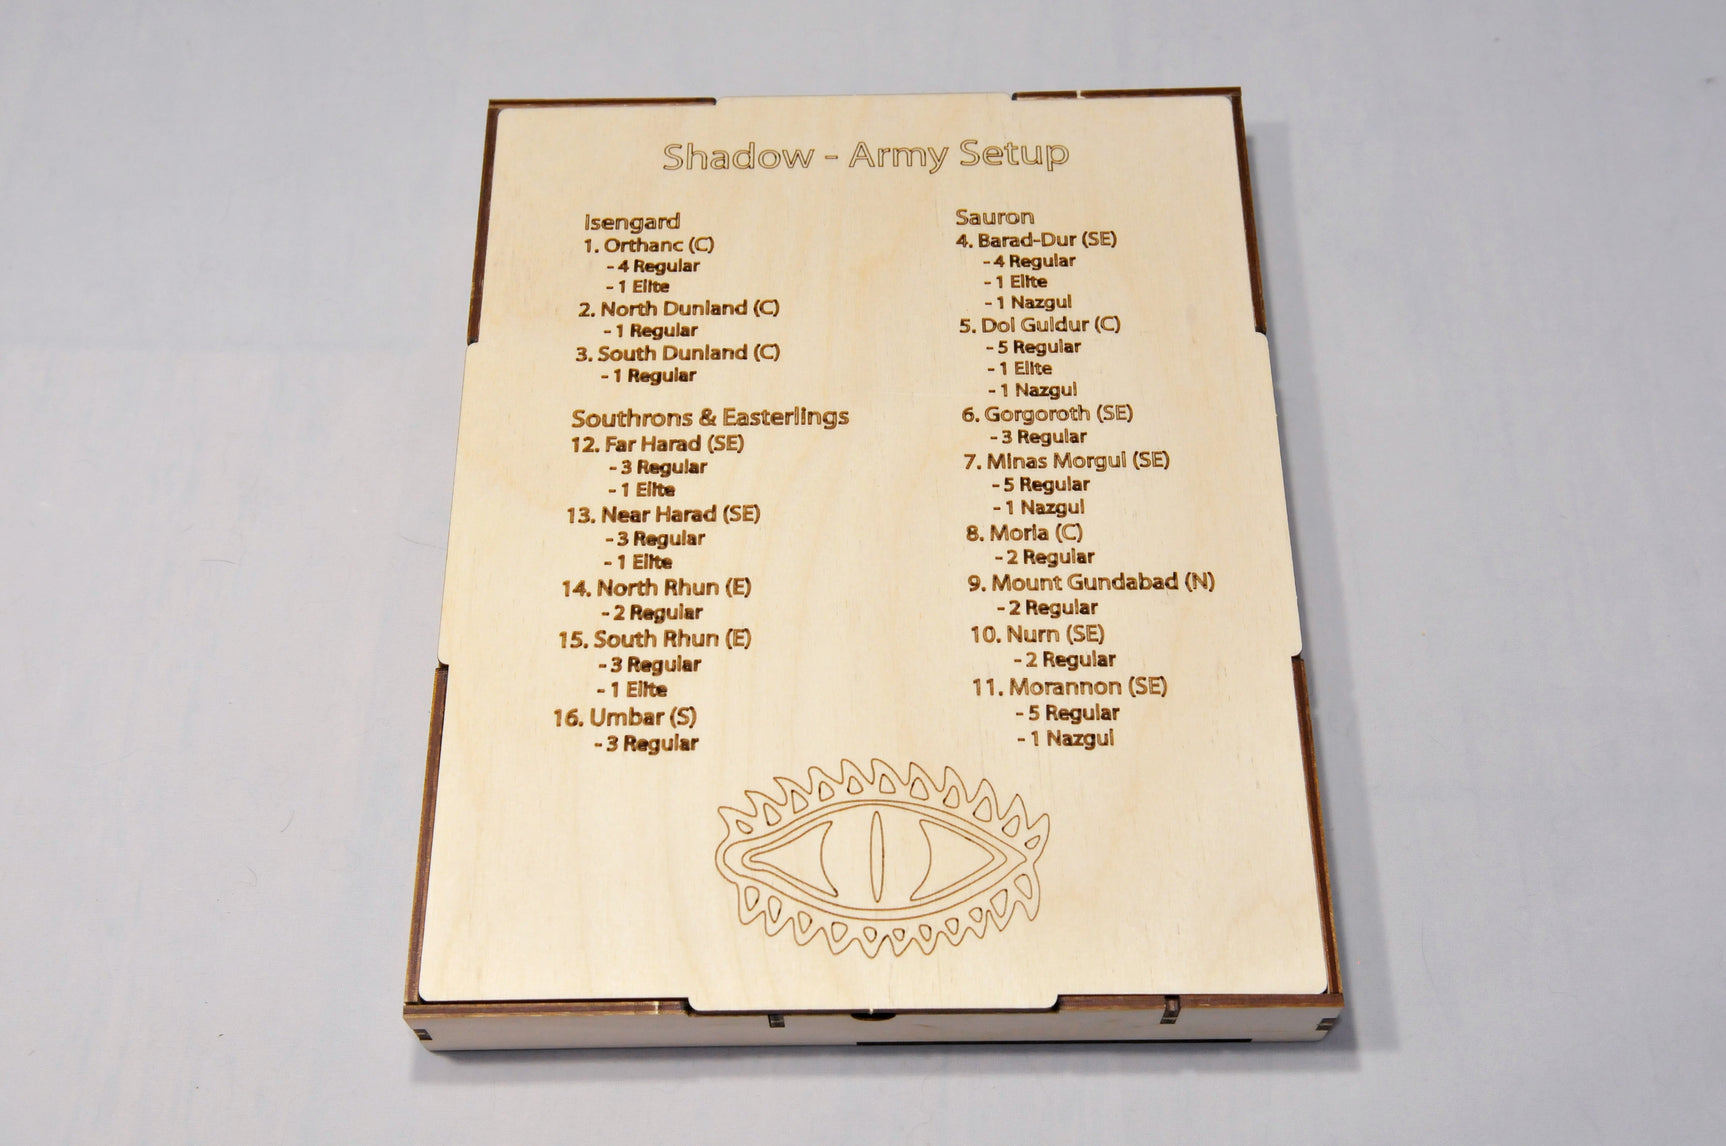 Shadow - Army Setup
Isengard
1. Orthanc (C)
- 4 Regular
- 1 Elite
2. North Dunland (C)
- 1 Regular
3. South Dunland (C)
- 1 Regular
Southrons & Easterlings
12. Far Harad (SE)
- 3 Regular
- 1 Elite
13. Near Harad (SE)
- 3 Regular
- 1 Elite
14. North Rhun (E)
- 2 Regular
15. South Rhun (E)
- 3 Regular
- 1 Elite
16. Umbar (S)
- 3 Regular
Sauron
4. Barad-Dur (SE)
- 4 Regular
- 1 Elite
- 1 Nazgul
5. Dol Guldur (C)
- 5 Regular
- 1 Elite
- 1 Nazgul
6. Gorgoroth (SE)
- 3 Regular
7. Minas Morgul (SE)
- 5 Regular
- 1 Nazgul
8. Moria (C)
- 2 Regular
9. Mount Gundabad (N)
- 2 Regular
10. Nurn (SE)
- 2 Regular
11. Morannon (SE)
- 5 Regular
- 1 Nazgul